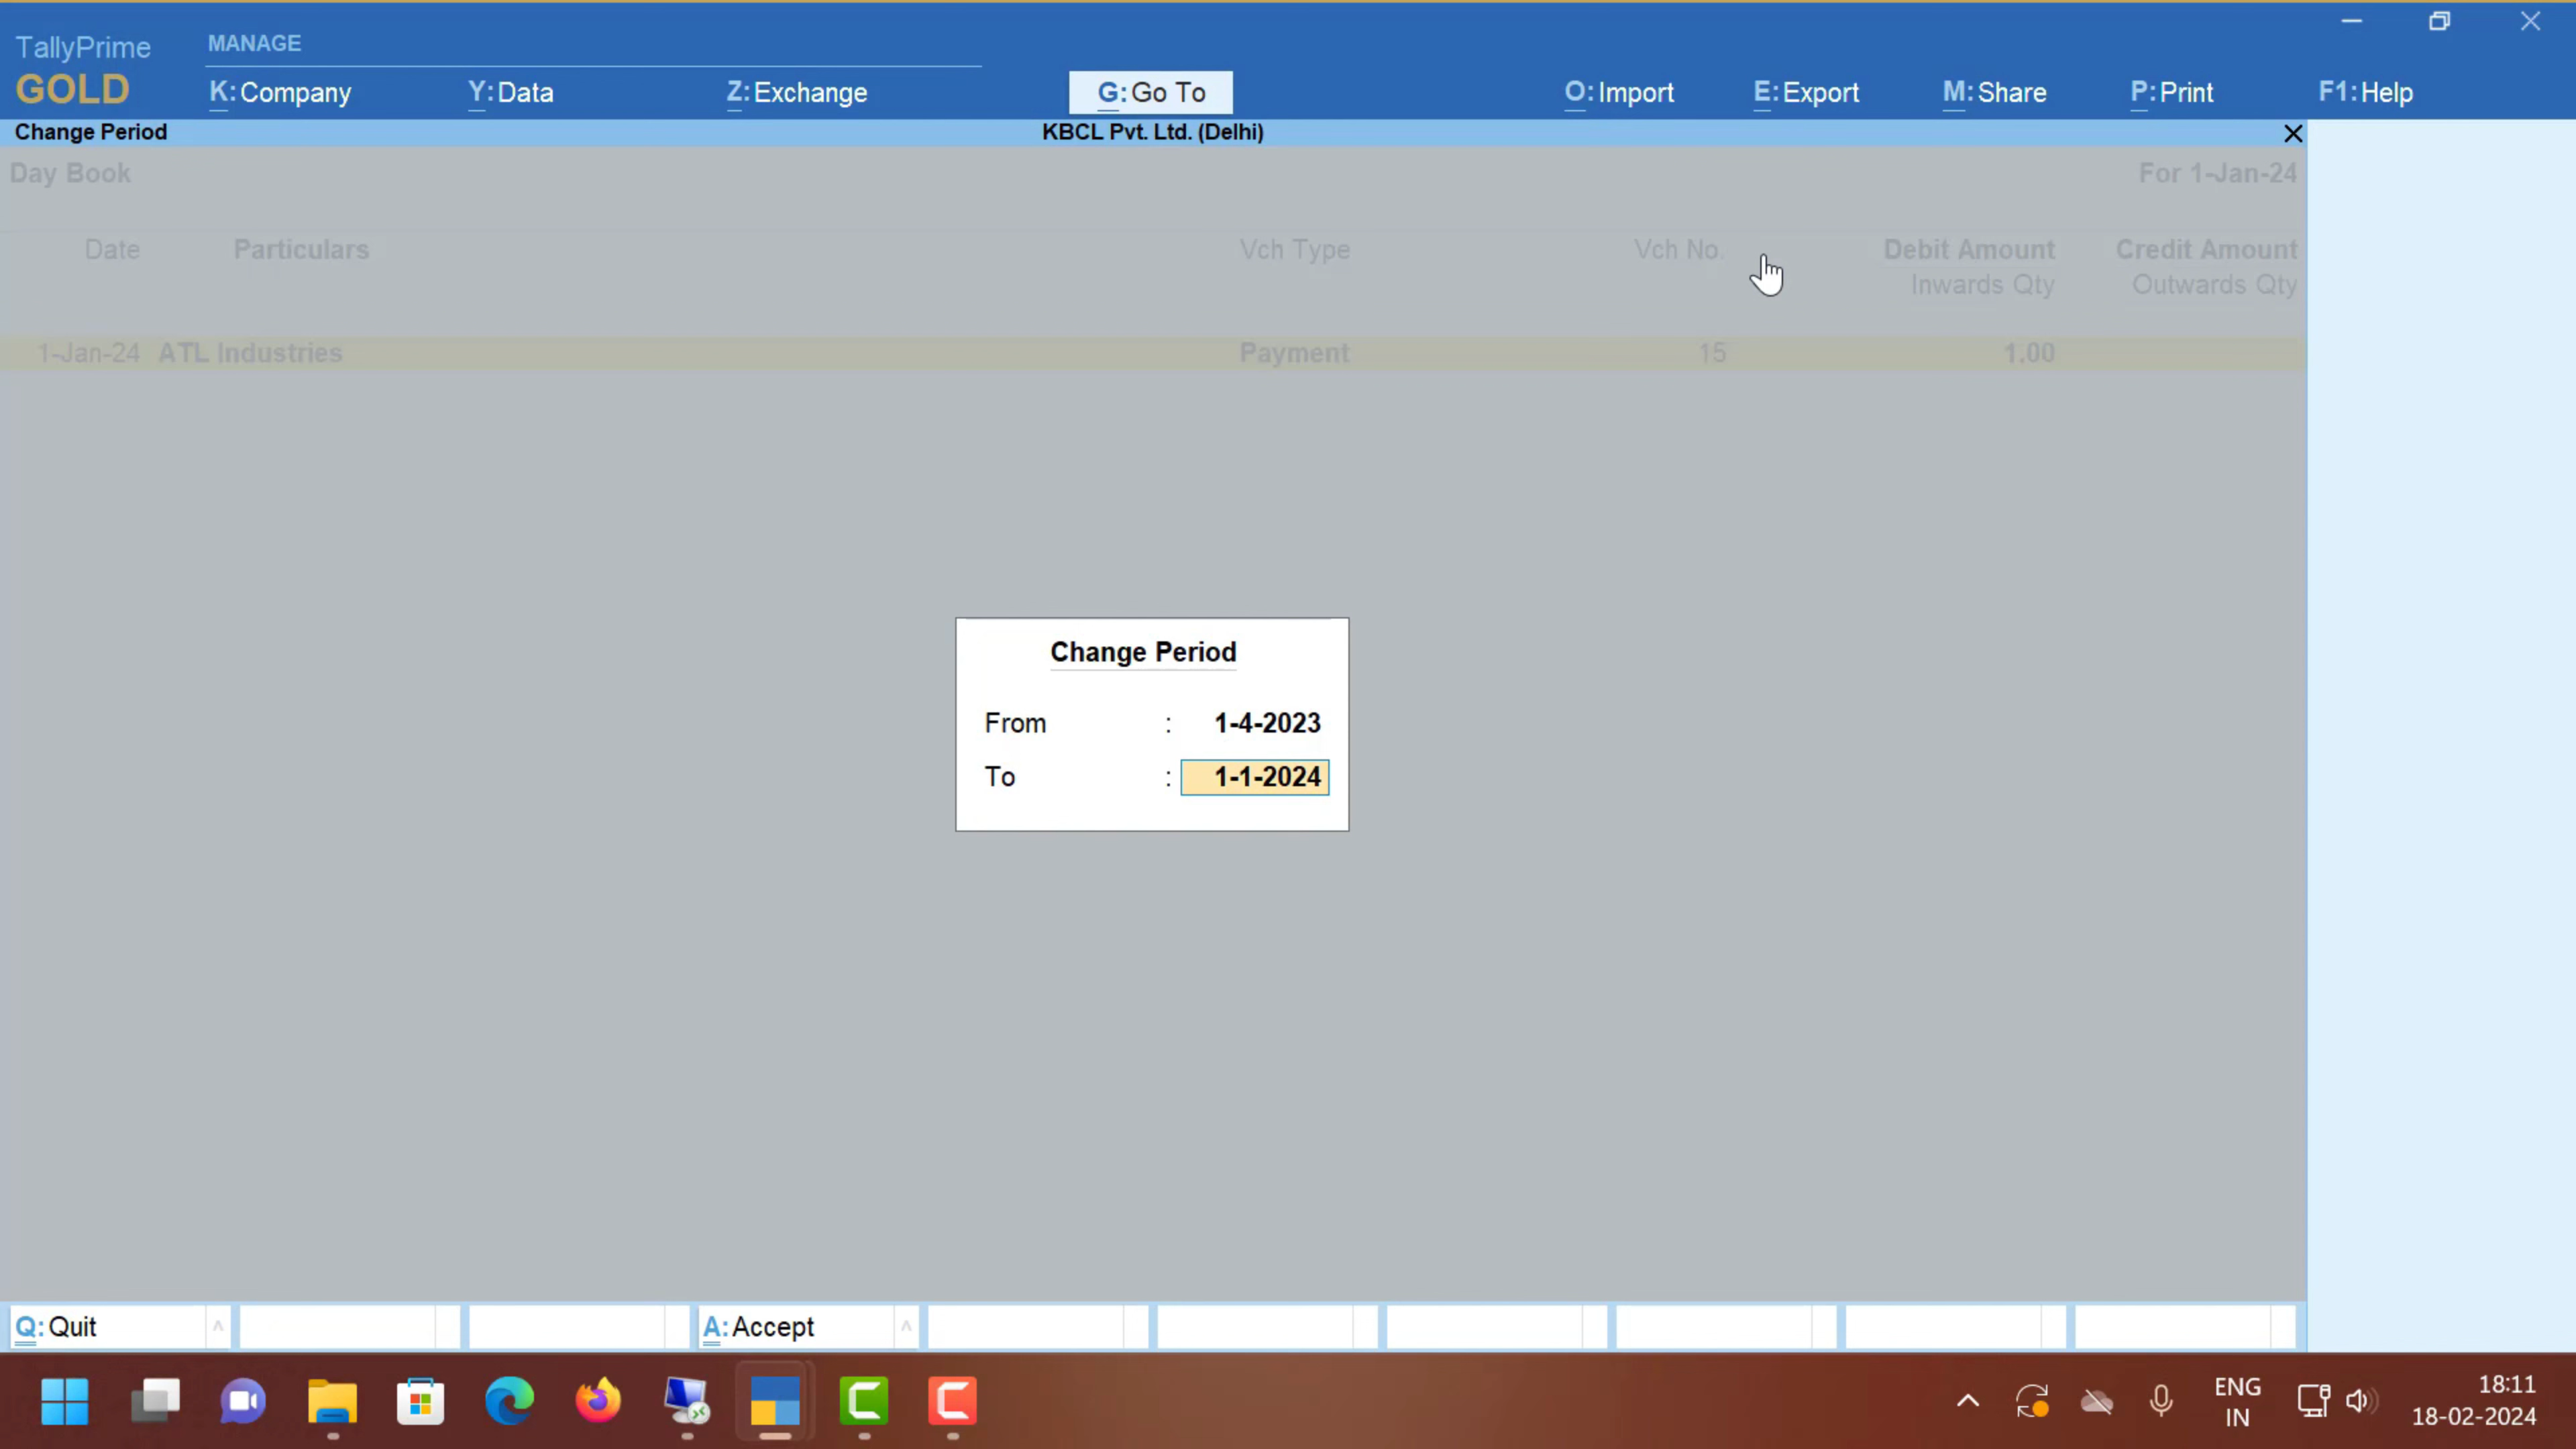 TallyPrime
GOLD
MANAGE
K: Company
Y: Data
Z: Exchange
G: Go To
O: Import
E: Export
M: Share
P: Print
F1: Help
Change Period
KBCL Pvt. Ltd. (Delhi)
Day Book
For 1-Jan-24
Date
Particulars
Vch Type
Vch No.
Debit Amount
Credit Amount
Inwards Qty
Outwards Qty
1-Jan-24 ATL Industries Payment 15 1.00
Change Period
From : 1-4-2023
To : 1-1-2024
Q: Quit
A: Accept
ENG
IN
18:11
18-02-2024